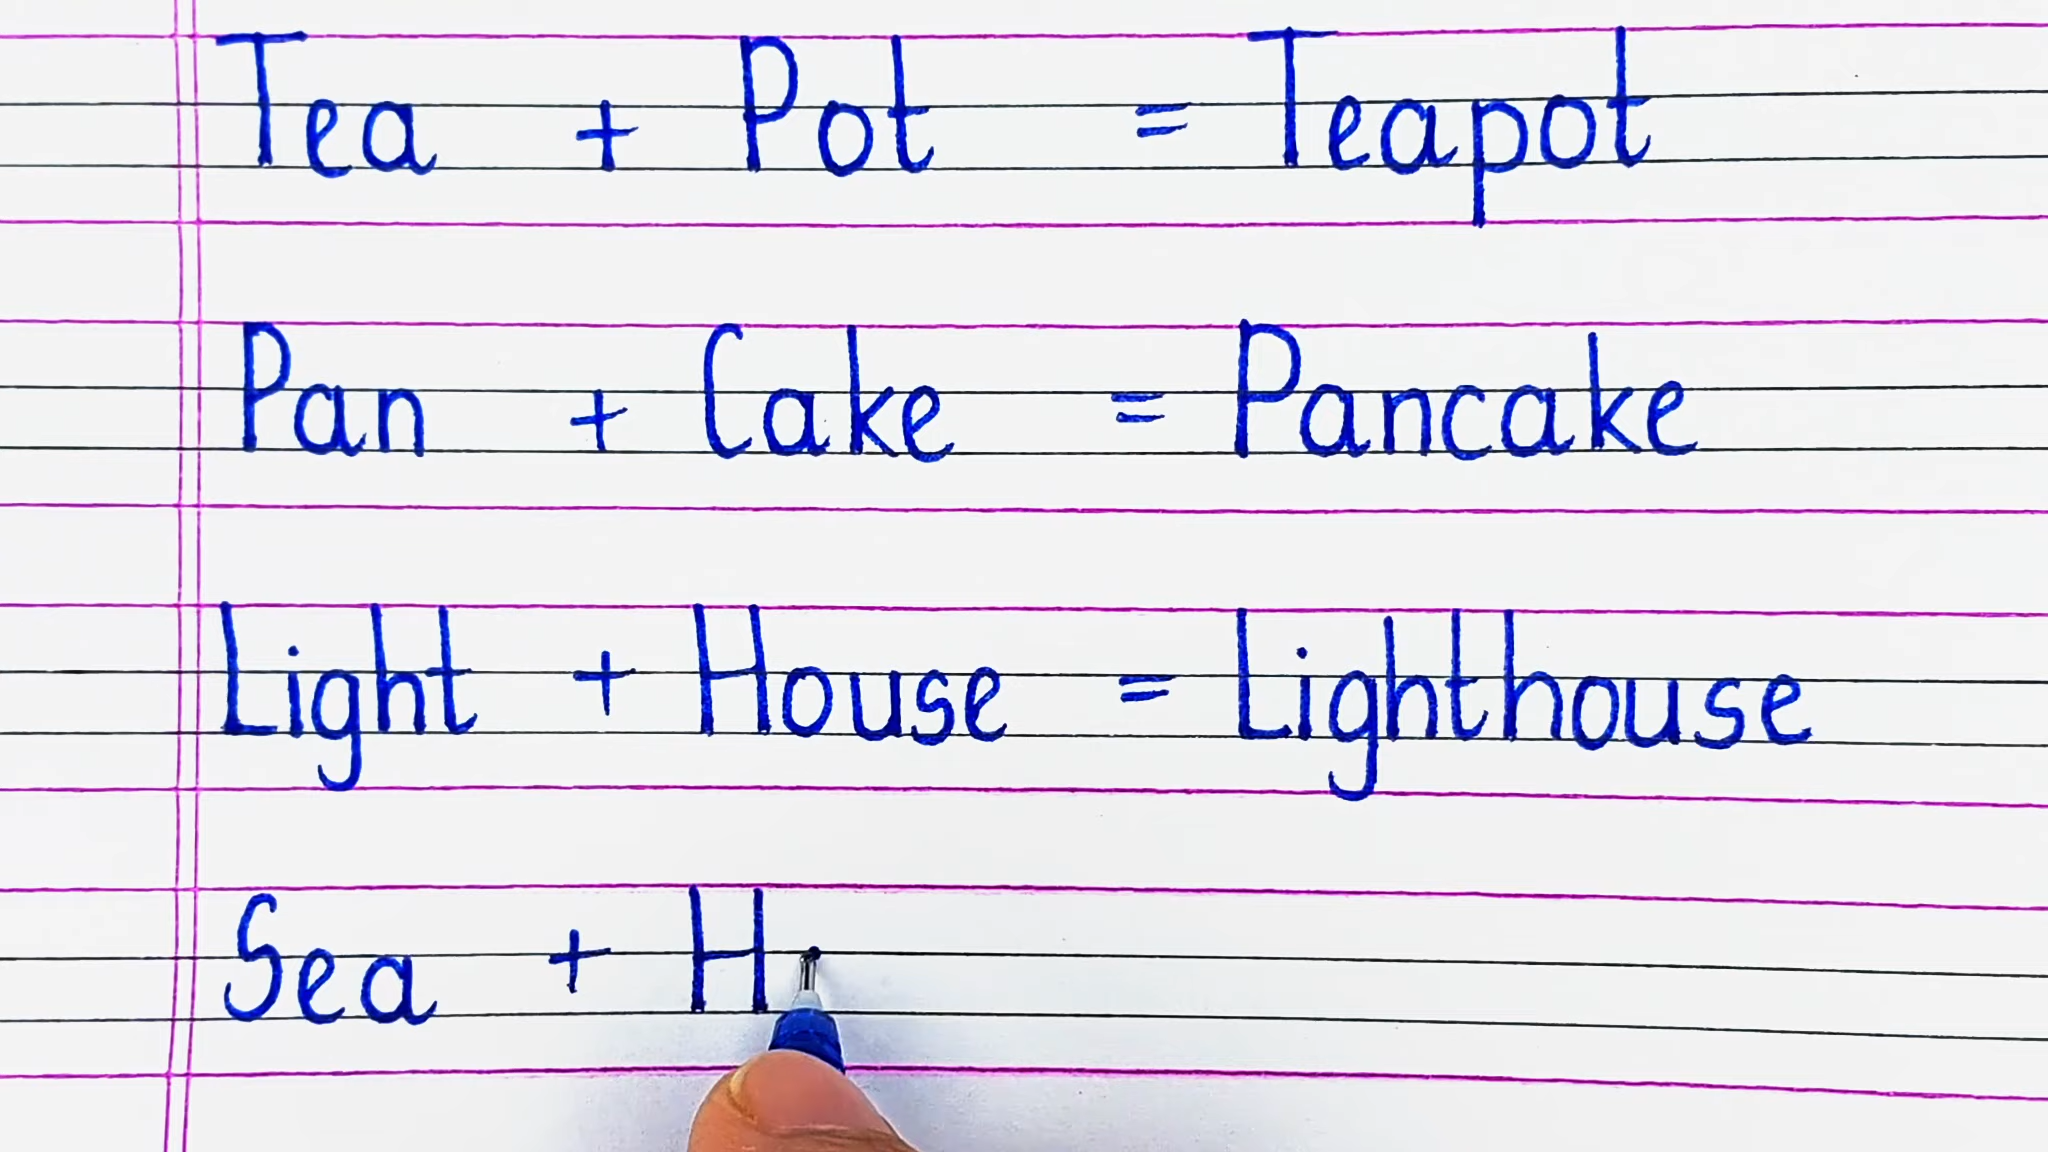 Tea + Pot = Teapot
Pan + Cake = Pancake
Light + House = Lighthouse
Sea + H